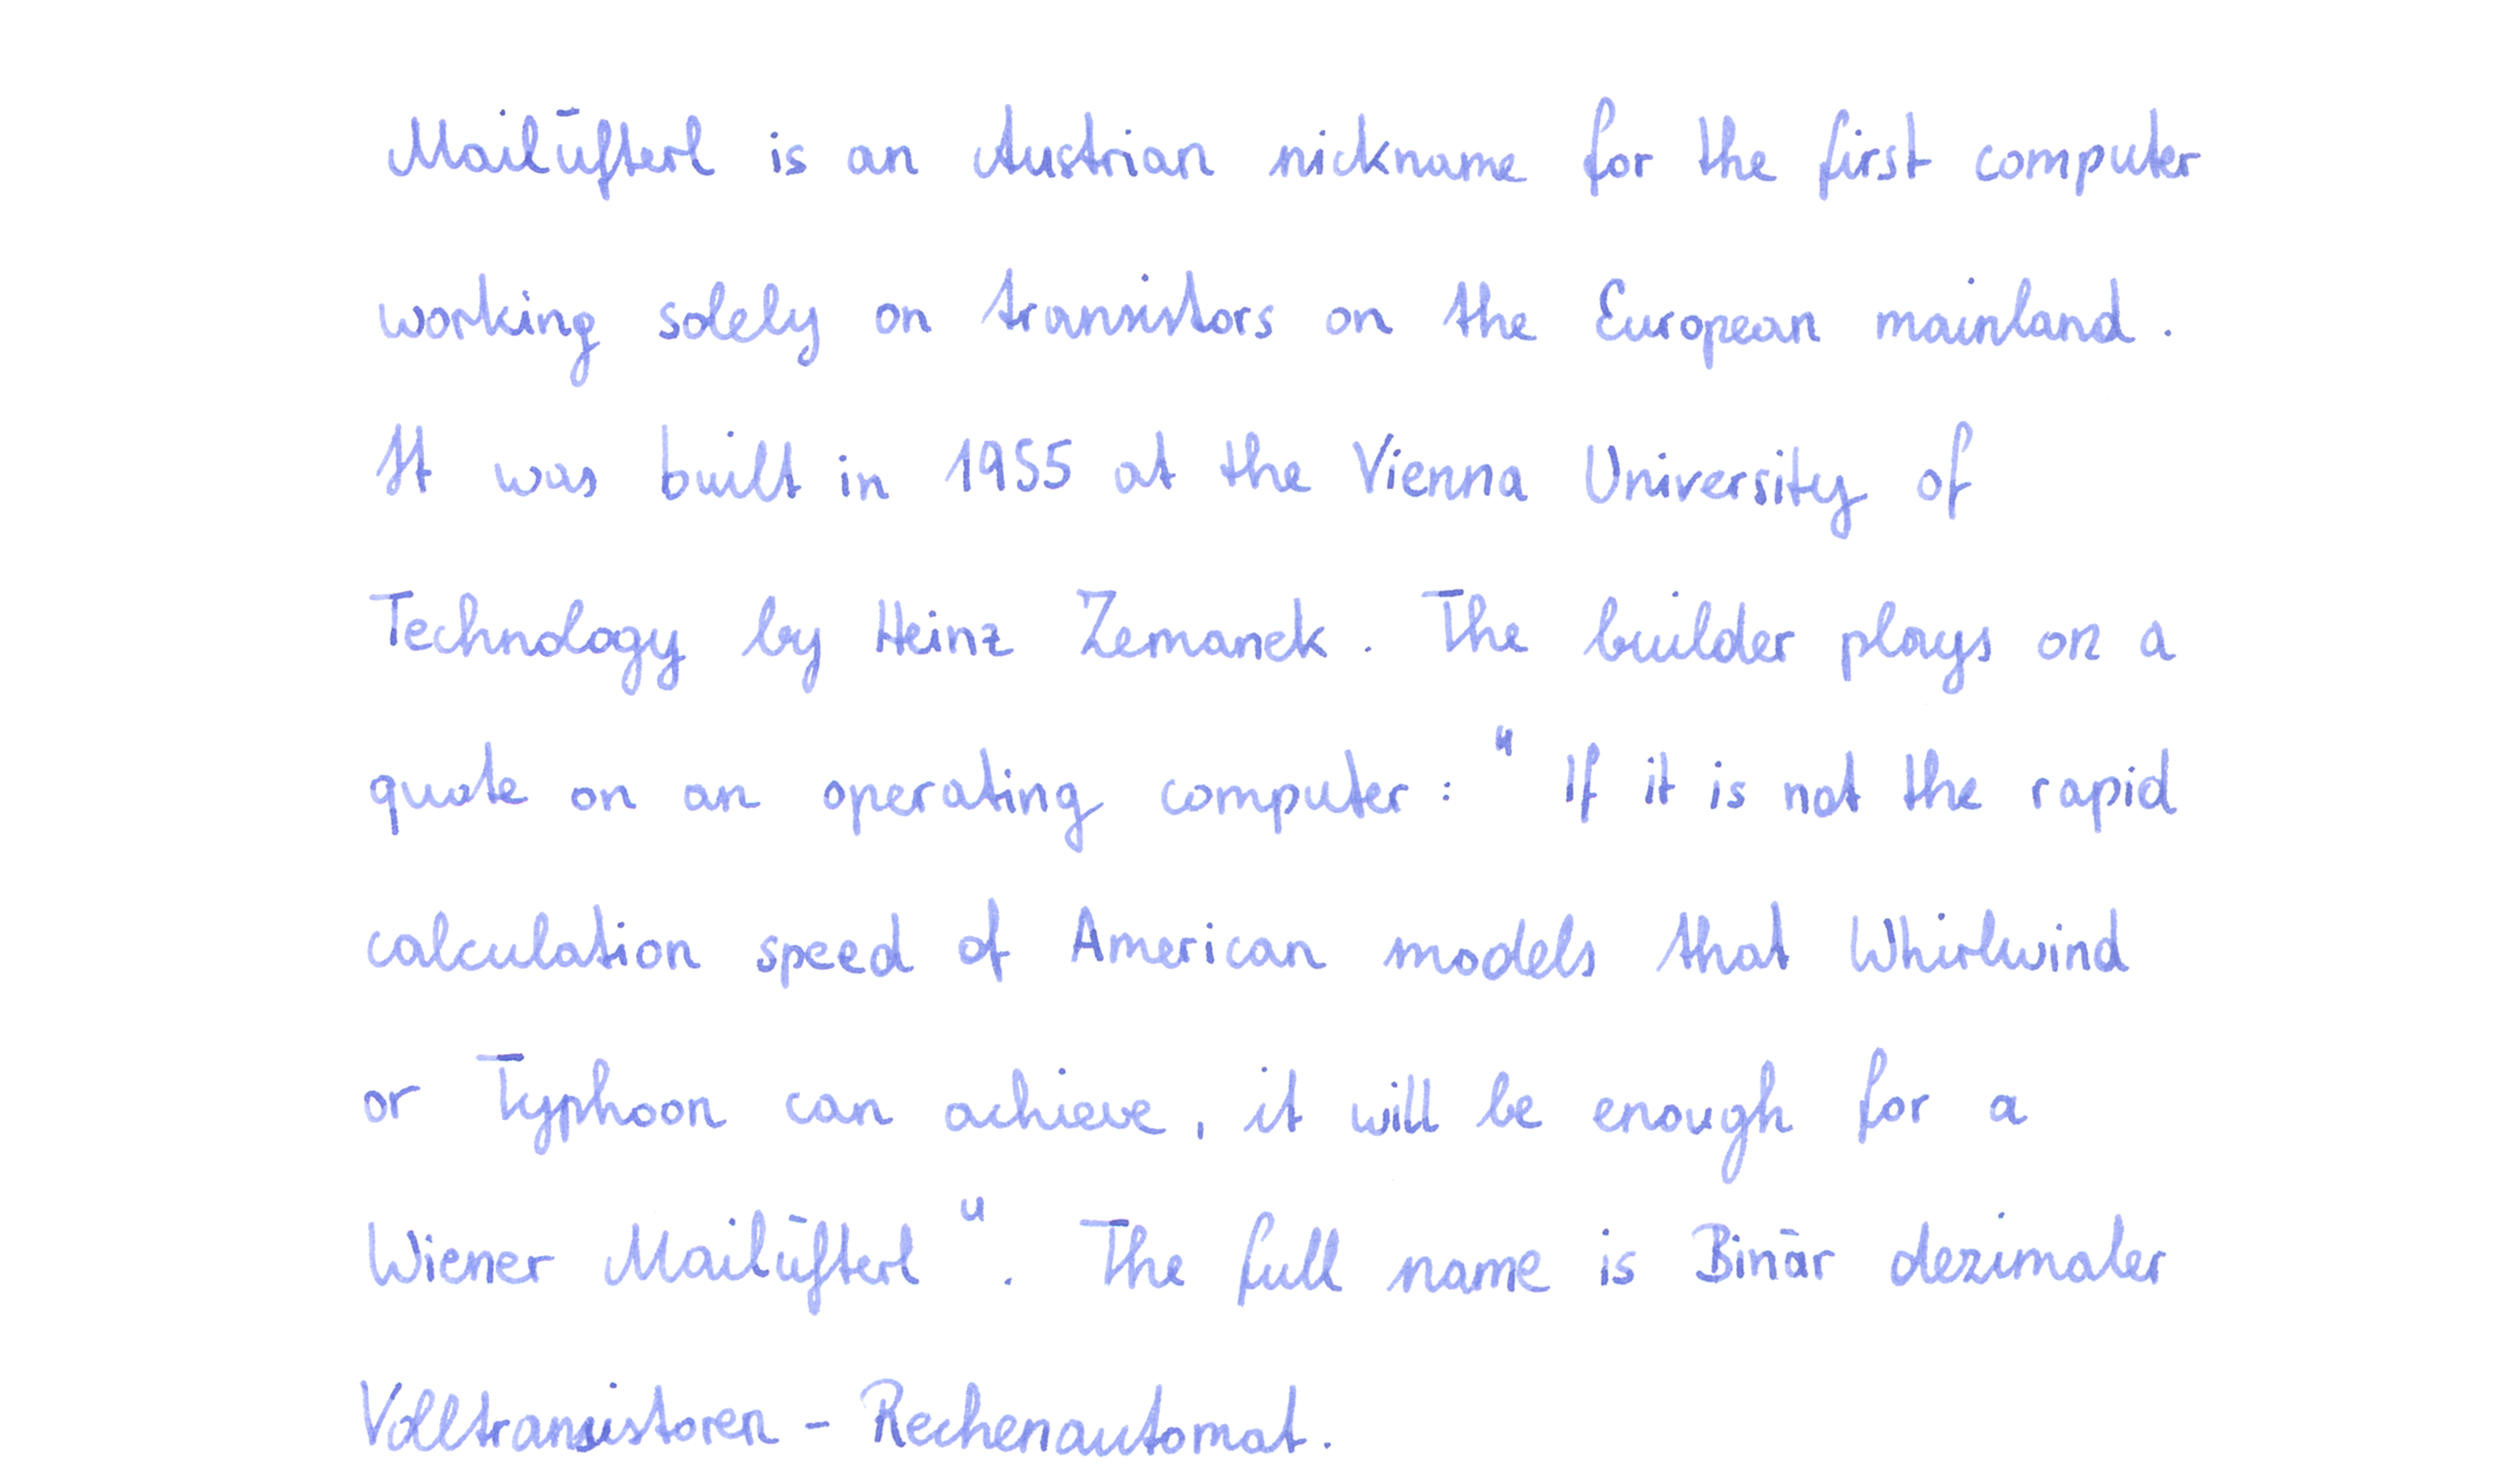 Mailüfterl is an Austrian nickname for the first computer
working solely on transistors on the European mainland.
It was built in 1955 at the Vienna University of
Technology by Heinz Zemanek. The builder plays on a
quote on an operating computer: "If it is not the rapid
calculation speed of American models that Whirlwind
or Typhoon can achieve, it will be enough for a
Wiener Mailüfterl". The full name is Binär dezimaler
Volltransistoren-Rechenautomat.